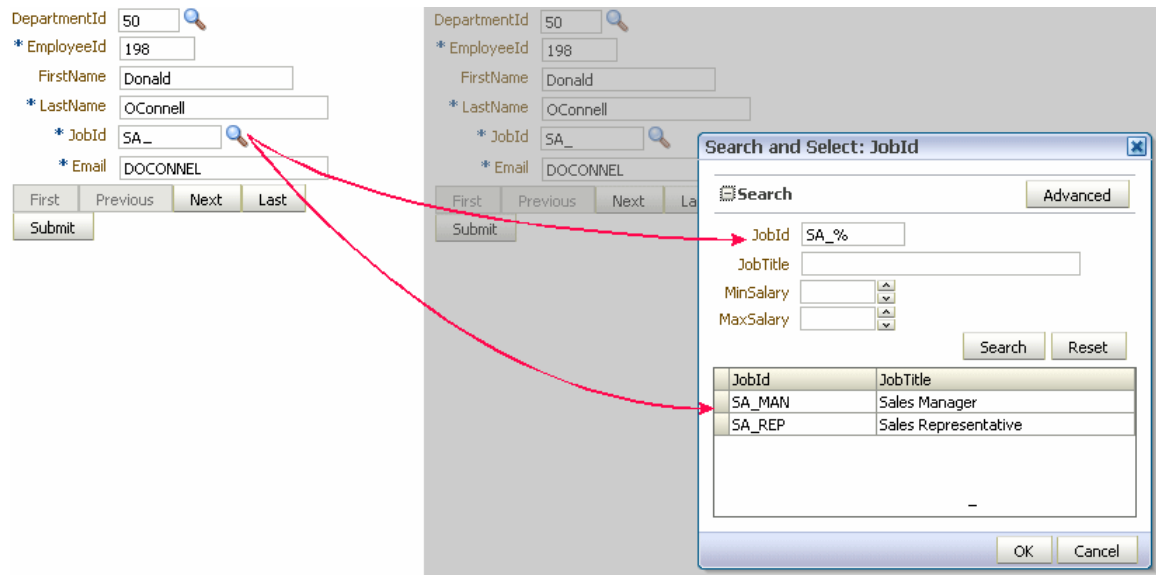 DepartmentId 50
* EmployeeId 198
FirstName Donald
* LastName OConnell
* JobId SA_
* Email DOCONNEL
First Previous Next Last
Submit
DepartmentId 50
* EmployeeId 198
FirstName Donald
* LastName OConnell
* JobId SA_
* Email DOCONNEL
First Previous Next La
Submit
Search and Select: JobId
Search Advanced
JobId SA_%
JobTitle
MinSalary
MaxSalary
Search Reset
JobId JobTitle
SA_MAN Sales Manager
SA_REP Sales Representative
OK Cancel